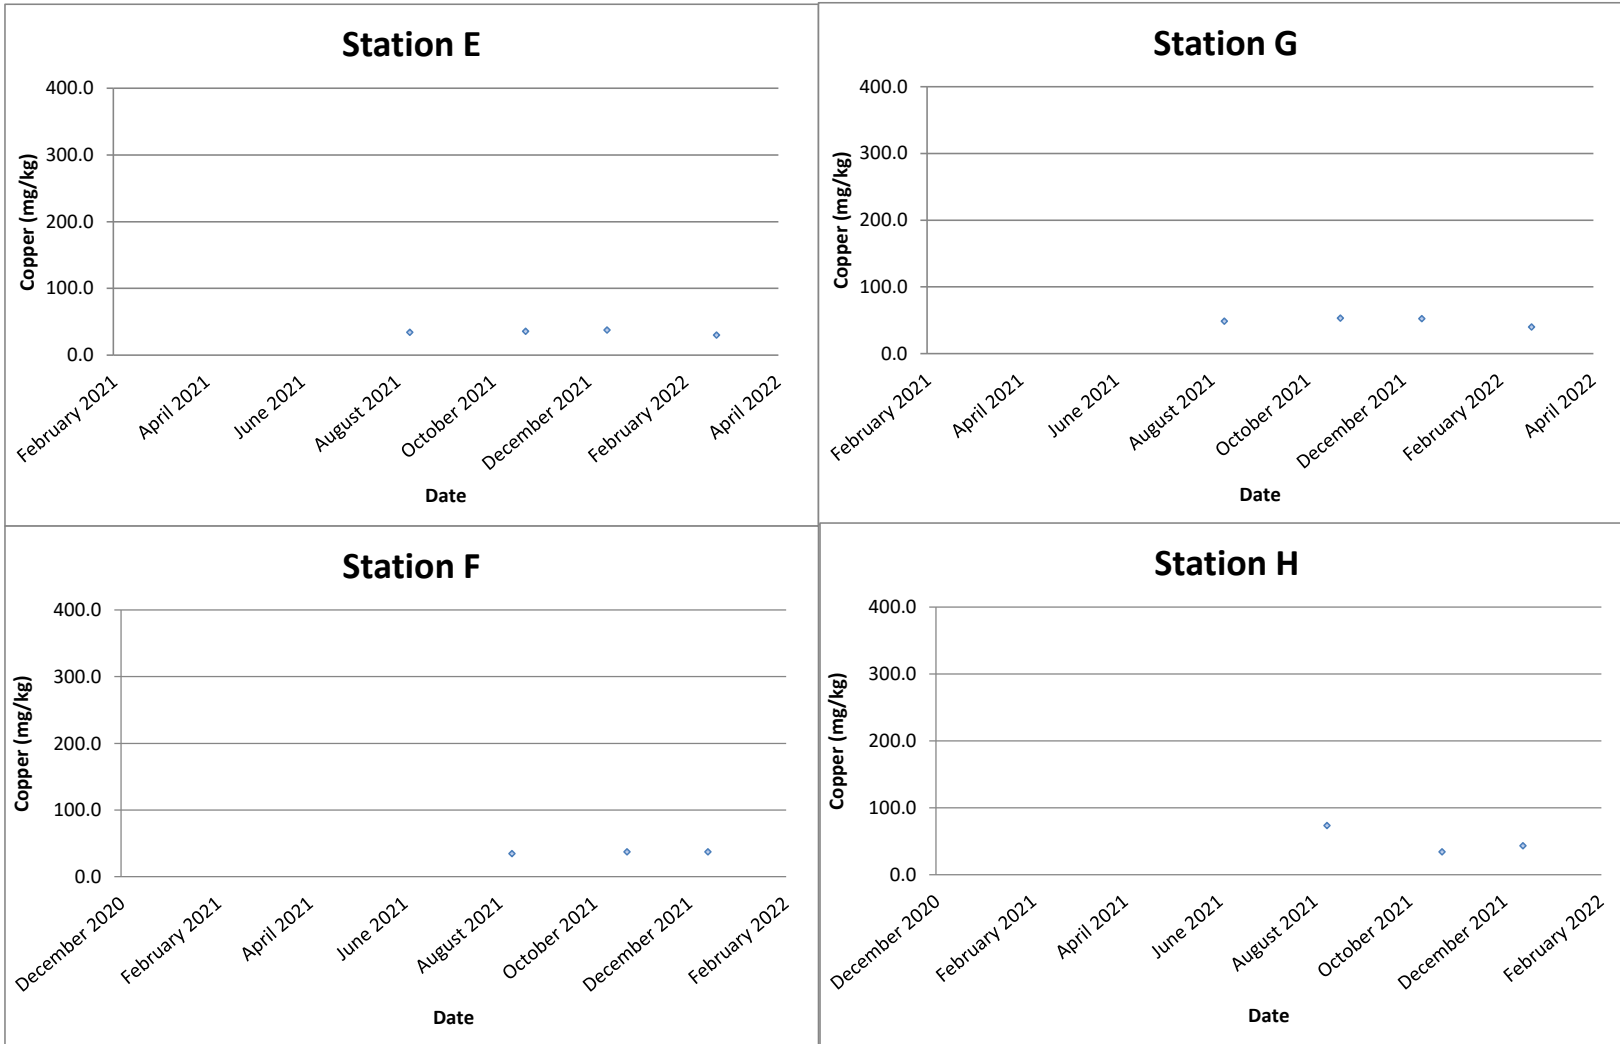 Station E
400.0
300.0
200.0
100.0
0.0
Copper (mg/kg)
February 2021
April 2021
June 2021
August 2021
October 2021
December 2021
February 2022
April 2022
Date
Station G
400.0
300.0
200.0
100.0
0.0
Copper (mg/kg)
February 2021
April 2021
June 2021
August 2021
October 2021
December 2021
February 2022
April 2022
Date
Station F
400.0
300.0
200.0
100.0
0.0
Copper (mg/kg)
December 2020
February 2021
April 2021
June 2021
August 2021
October 2021
December 2021
February 2022
Date
Station H
400.0
300.0
200.0
100.0
0.0
Copper (mg/kg)
December 2020
February 2021
April 2021
June 2021
August 2021
October 2021
December 2021
February 2022
Date